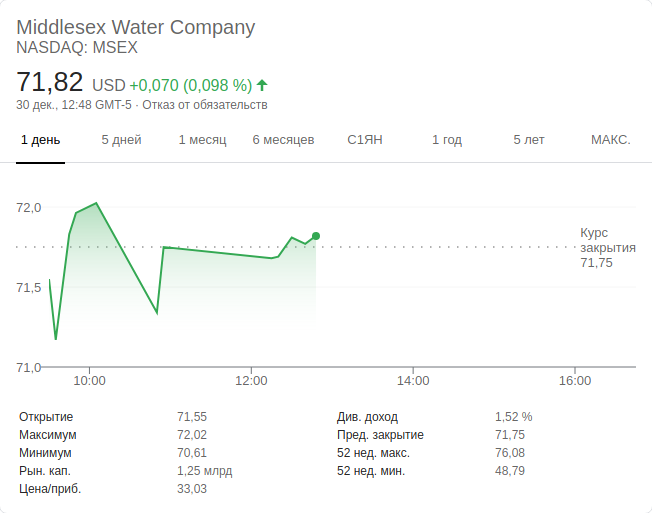 Middlesex Water Company
NASDAQ: MSEX
71,82 USD +0,070 (0,098 %)
30 дек., 12:48 GMT-5 · Отказ от обязательств
1 день 5 дней 1 месяц 6 месяцев С1ЯН 1 год 5 лет МАКС.
72,0
71,5
71,0
Курс
закрытия
71,75
10:00 12:00 14:00 16:00
Открытие 71,55 Див. доход 1,52 %
Максимум 72,02 Пред. закрытие 71,75
Минимум 70,61 52 нед. макс. 76,08
Рын. кап. 1,25 млрд 52 нед. мин. 48,79
Цена/приб. 33,03